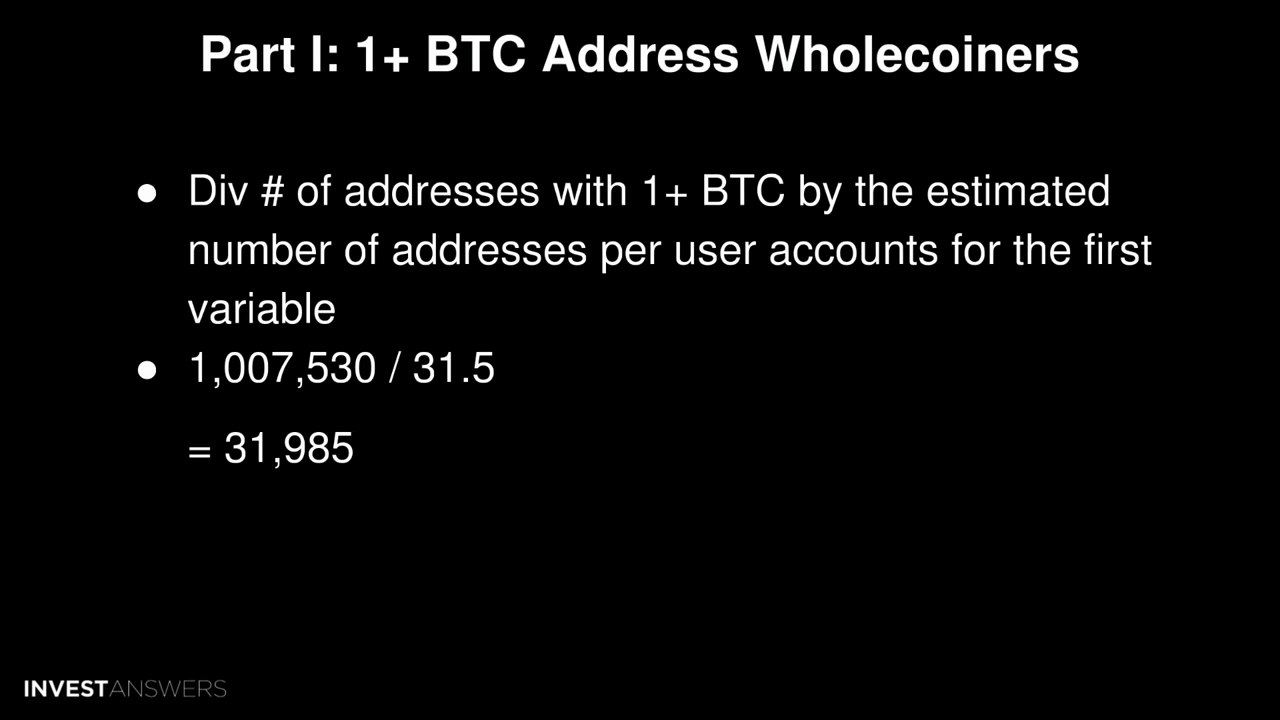 Part I: 1+ BTC Address Wholecoiners
● Div # of addresses with 1+ BTC by the estimated
number of addresses per user accounts for the first
variable
● 1,007,530 / 31.5
= 31,985
INVESTANSWERS